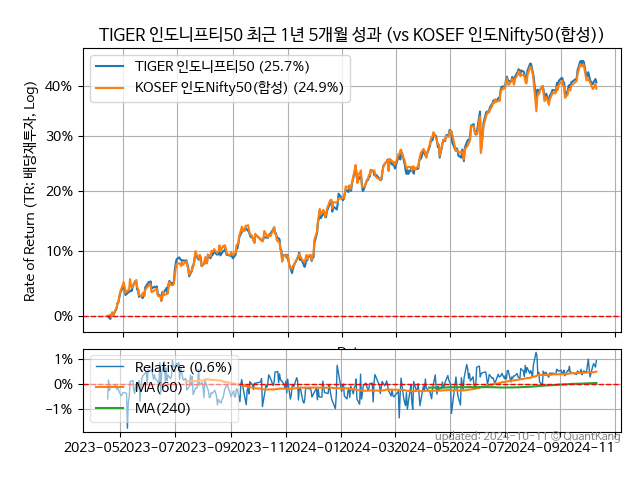 TIGER 인도니프티50 최근 1년 5개월 성과 (vs KOSEF 인도Nifty50(합성))
TIGER 인도니프티50 (25.7%)
KOSEF 인도Nifty50(합성) (24.9%)
Rate of Return (TR: 배당재투자, Log)
40%
30%
20%
10%
0%
Relative (0.6%)
MA(60)
MA(240)
1%
0%
−1%
updated: 2024-10-11 © QuantKang
2023-05
2023-07
2023-09
2023-11
2024-01
2024-03
2024-05
2024-07
2024-09
2024-11